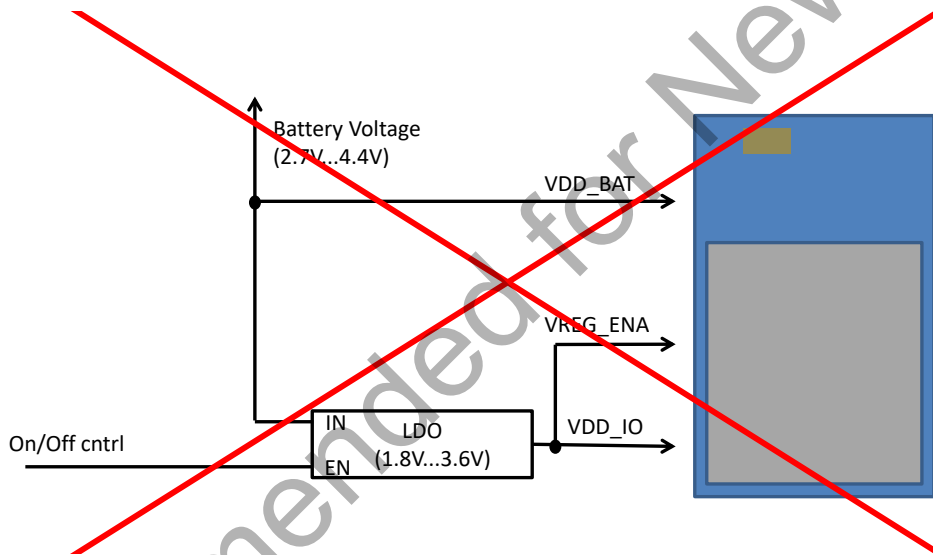 Battery Voltage
(2.7V...4.4V)
VDD_BAT
VREG_ENA
IN
LDO
VDD_IO
On/Off cntrl
(1.8V...3.6V)
EN
mended for New